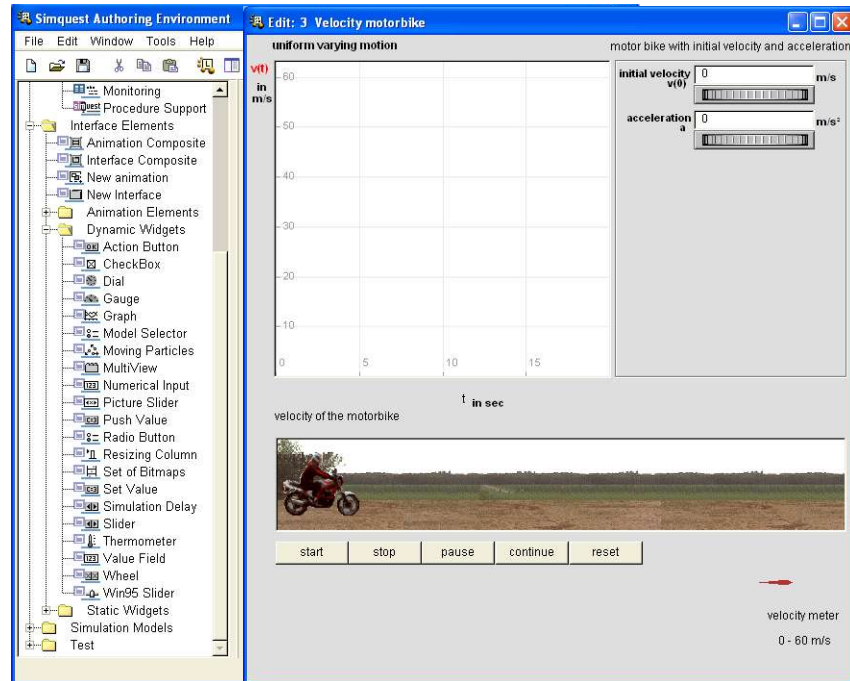 Simquest Authoring Environment
File Edit Window Tools Help
Monitoring
Procedure Support
Interface Elements
Animation Composite
Interface Composite
New animation
New Interface
Animation Elements
Dynamic Widgets
Action Button
CheckBox
Dial
Gauge
Graph
Model Selector
Moving Particles
MultiView
Numerical Input
Picture Slider
Push Value
Radio Button
Resizing Column
Set of Bitmaps
Set Value
Simulation Delay
Slider
Thermometer
Value Field
Wheel
Win95 Slider
Static Widgets
Simulation Models
Test
Edit: 3 Velocity motorbike
uniform varying motion
motor bike with initial velocity and acceleration
v(t)
in
m/s
60
50
40
30
20
10
0 5 10 15
t in sec
initial velocity 0 m/s
v(0)
acceleration 0 m/s²
a
velocity of the motorbike
start stop pause continue reset
velocity meter
0 - 60 m/s